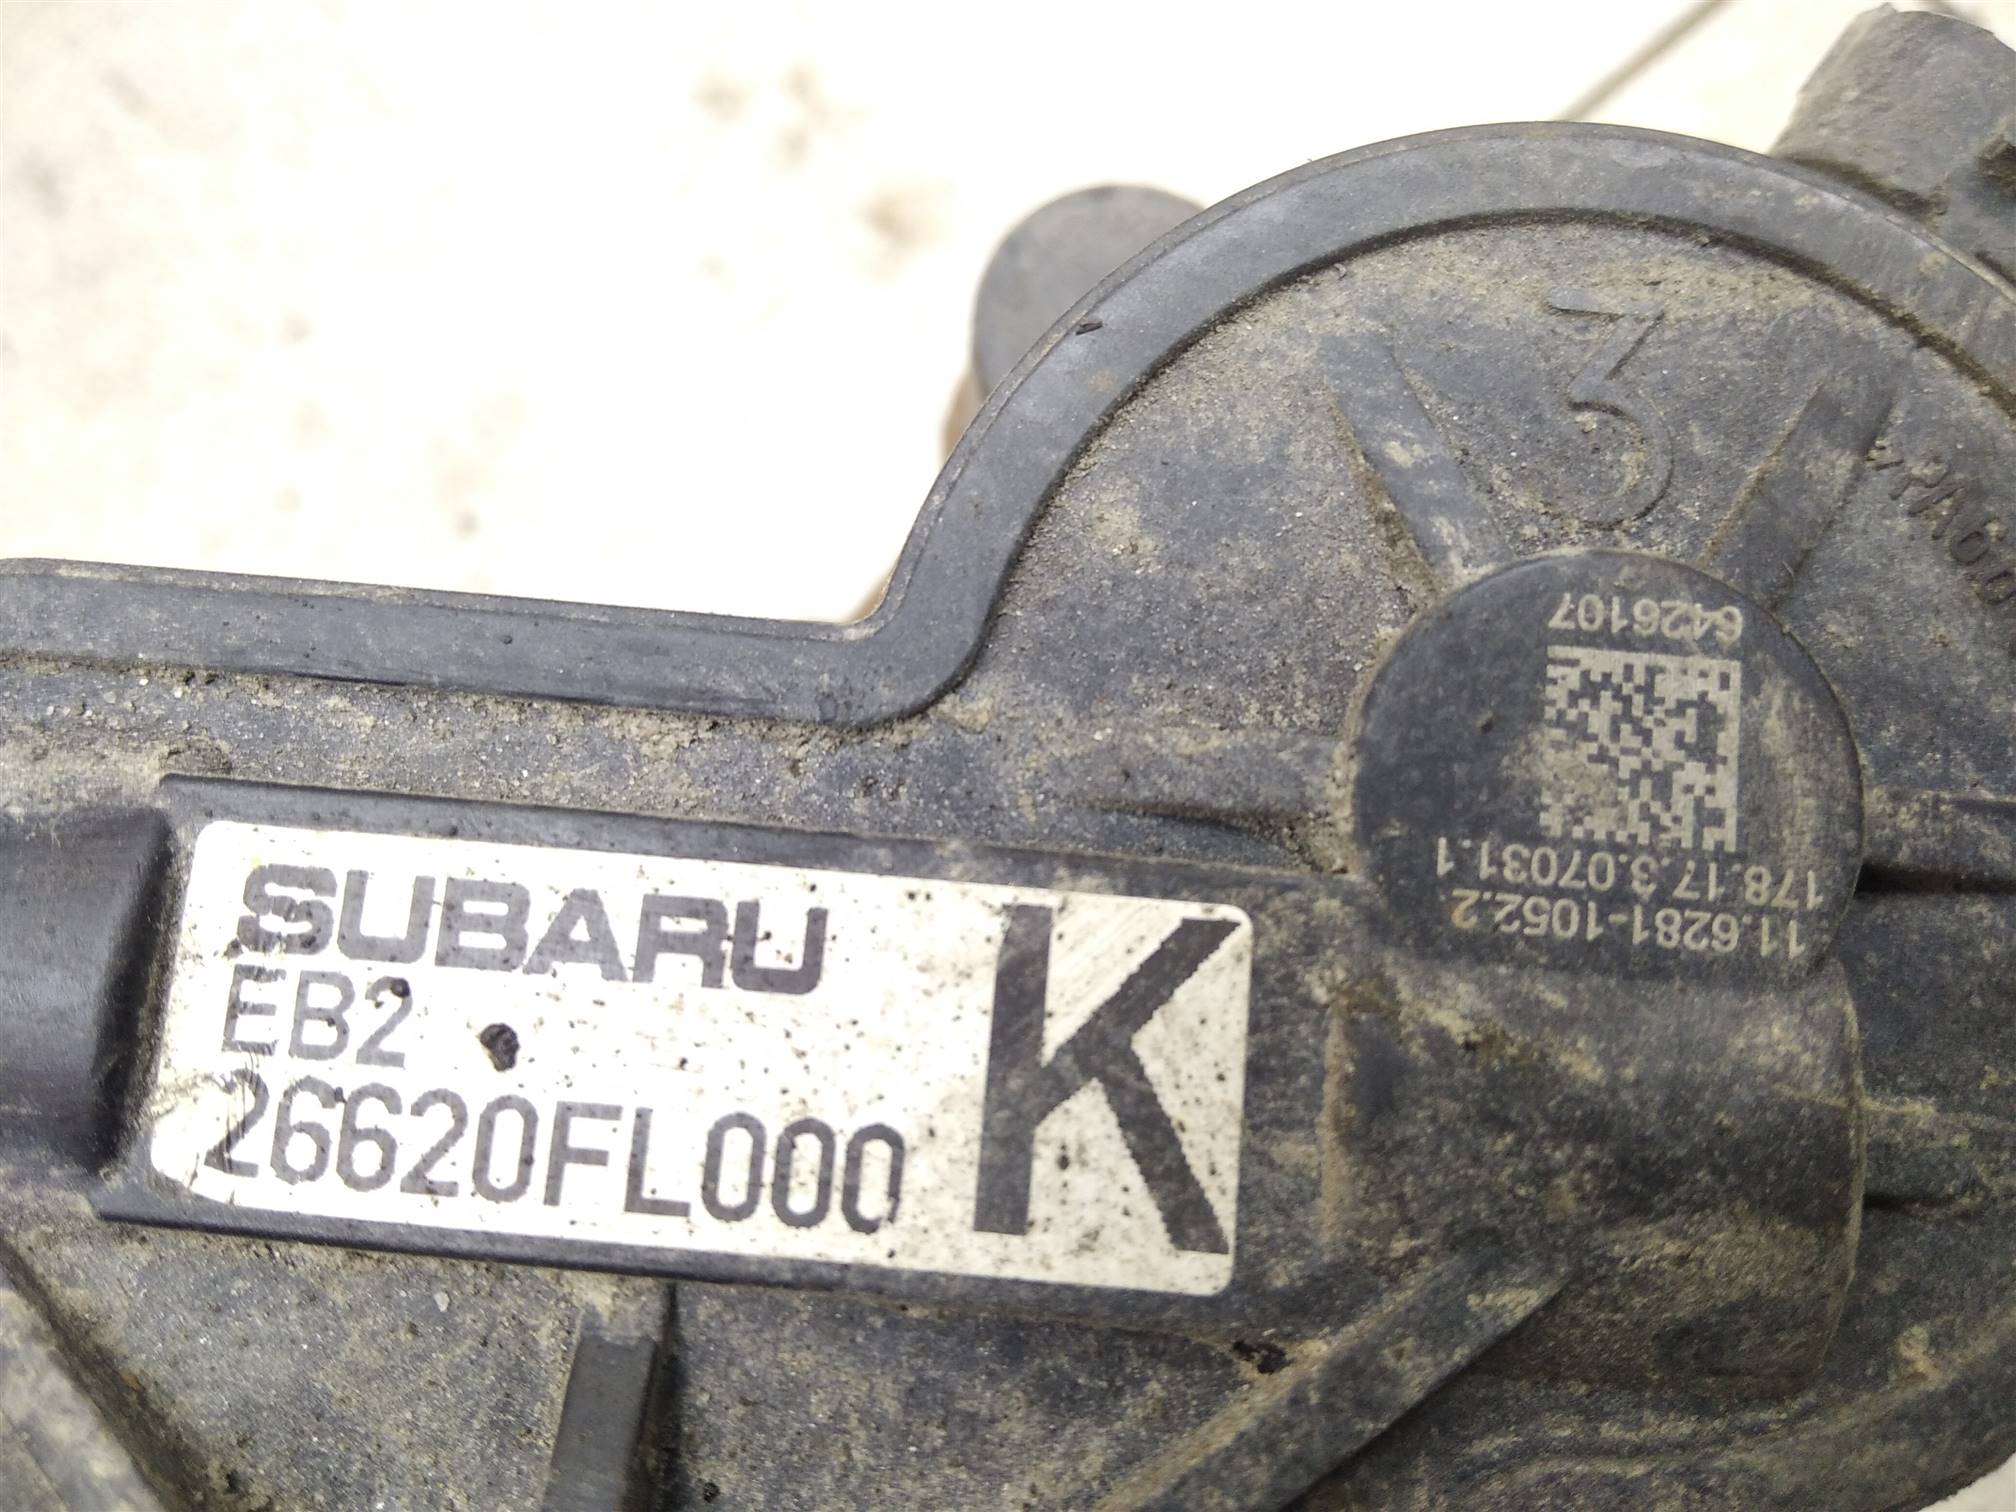 3
6426107
178.17.3.07031.1
11.6281-1052.2
SUBARU
EB2
26620FL000
K